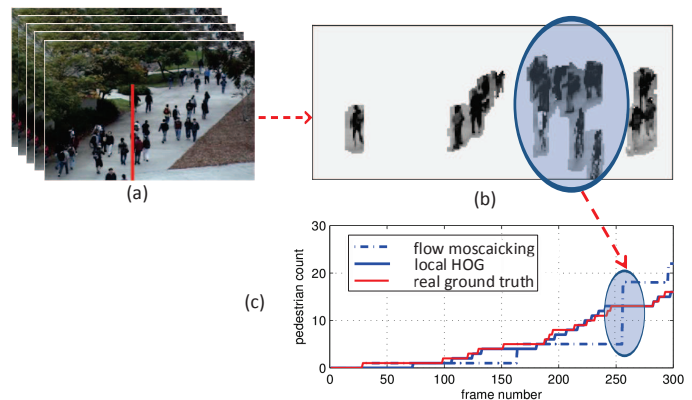 (a)
(b)
(c)
flow moscaicking
local HOG
real ground truth
pedestrian count
30
20
10
0
0 50 100 150 200 250 300
frame number